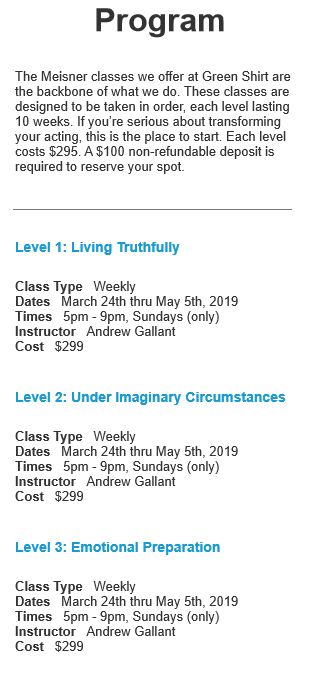 Program
The Meisner classes we offer at Green Shirt are
the backbone of what we do. These classes are
designed to be taken in order, each level lasting
10 weeks. If you’re serious about transforming
your acting, this is the place to start. Each level
costs $295. A $100 non-refundable deposit is
required to reserve your spot.
Level 1: Living Truthfully
Class Type Weekly
Dates March 24th thru May 5th, 2019
Times 5pm - 9pm, Sundays (only)
Instructor Andrew Gallant
Cost $299
Level 2: Under Imaginary Circumstances
Class Type Weekly
Dates March 24th thru May 5th, 2019
Times 5pm - 9pm, Sundays (only)
Instructor Andrew Gallant
Cost $299
Level 3: Emotional Preparation
Class Type Weekly
Dates March 24th thru May 5th, 2019
Times 5pm - 9pm, Sundays (only)
Instructor Andrew Gallant
Cost $299